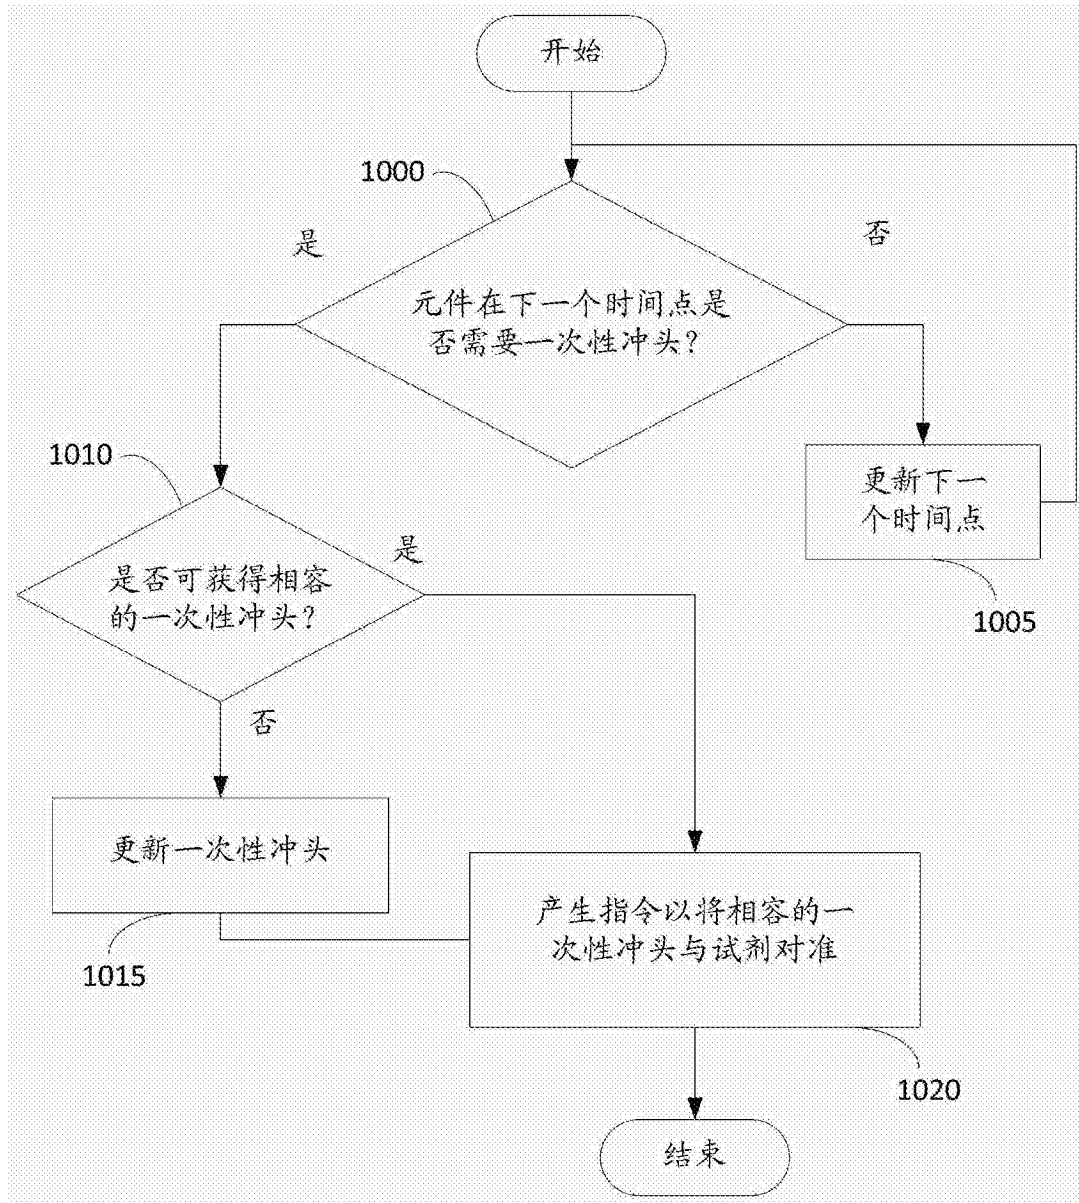 开始
1000
是
否
元件在下一个时间点是
否需要一次性冲头?
1010
更新下一
个时间点
是
是否可获得相容
的一次性冲头?
1005
否
更新一次性冲头
产生指令以将相容的一
次性冲头与试剂对准
1015
1020
结束